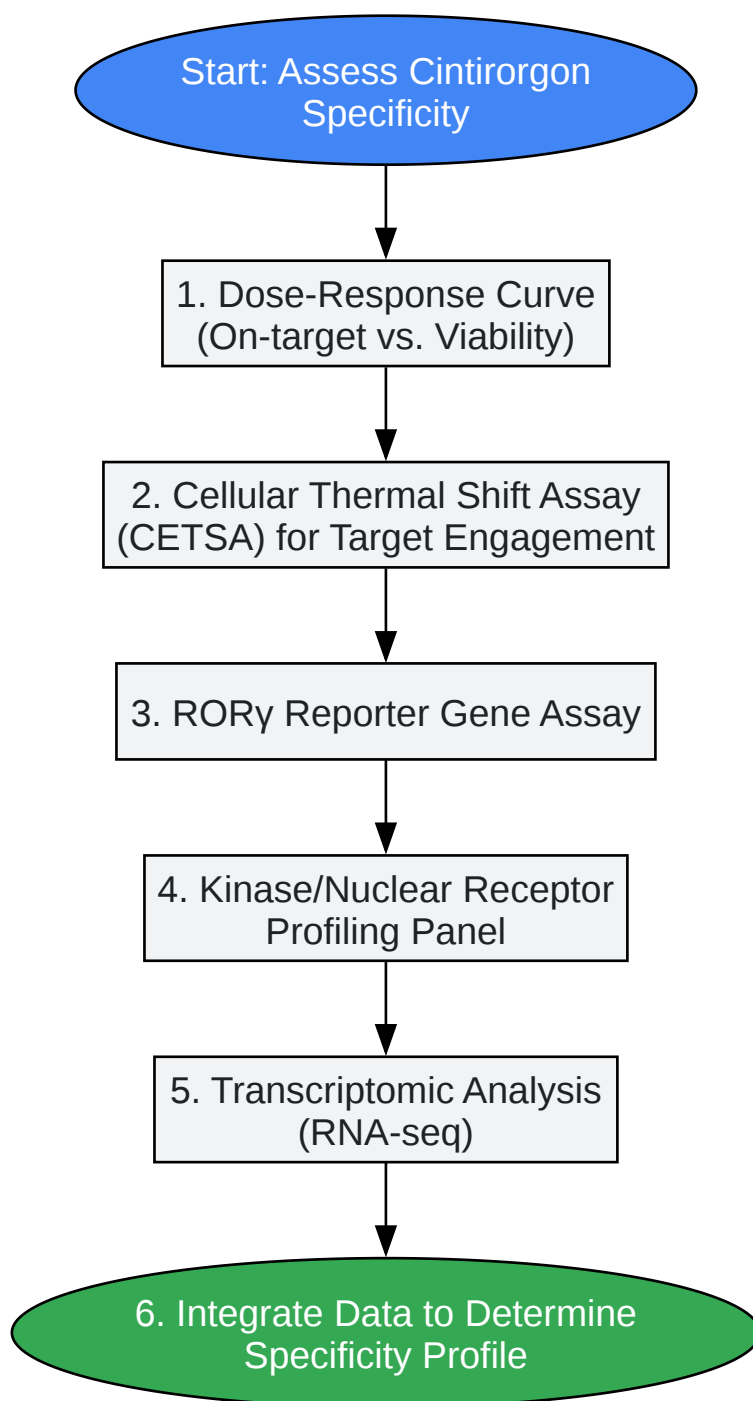 Start: Assess Cintirorgon
Specificity
1. Dose-Response Curve
(On-target vs. Viability)
2. Cellular Thermal Shift Assay
(CETSA) for Target Engagement
3. RORγ Reporter Gene Assay
4. Kinase/Nuclear Receptor
Profiling Panel
5. Transcriptomic Analysis
(RNA-seq)
6. Integrate Data to Determine
Specificity Profile